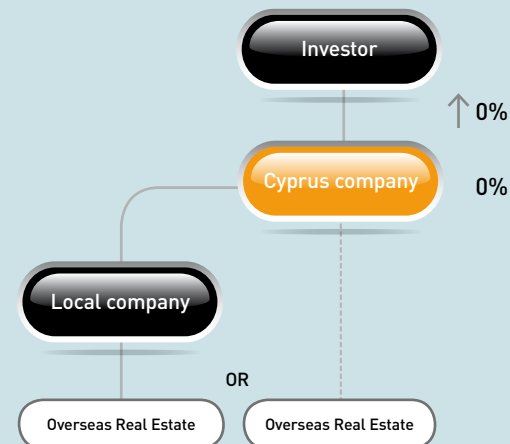 Investor
0%
Cyprus company
0%
Local company
OR
Overseas Real Estate
Overseas Real Estate